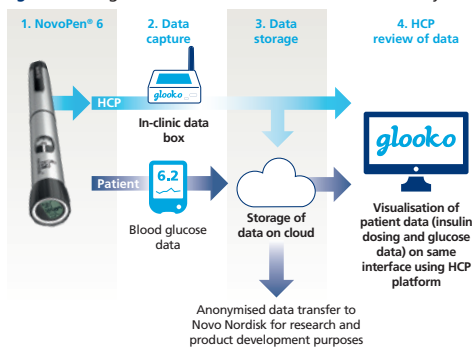 1. NovoPen® 6
2. Data
capture
3. Data
storage
4. HCP
review of data
HCP
glooko
In-clinic data
box
glooko
Patient
6.2
Blood glucose
data
Storage of
data on cloud
Visualisation of
patient data (insulin
dosing and glucose
data) on same
interface using HCP
platform
Anonymised data transfer to
Novo Nordisk for research and
product development purposes